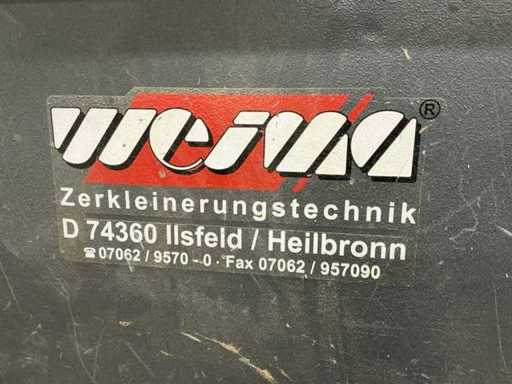 weima®
Zerkleinerungstechnik
D 74360 Ilsfeld / Heilbronn
☎ 07062 / 9570 - 0 · Fax 07062 / 957090